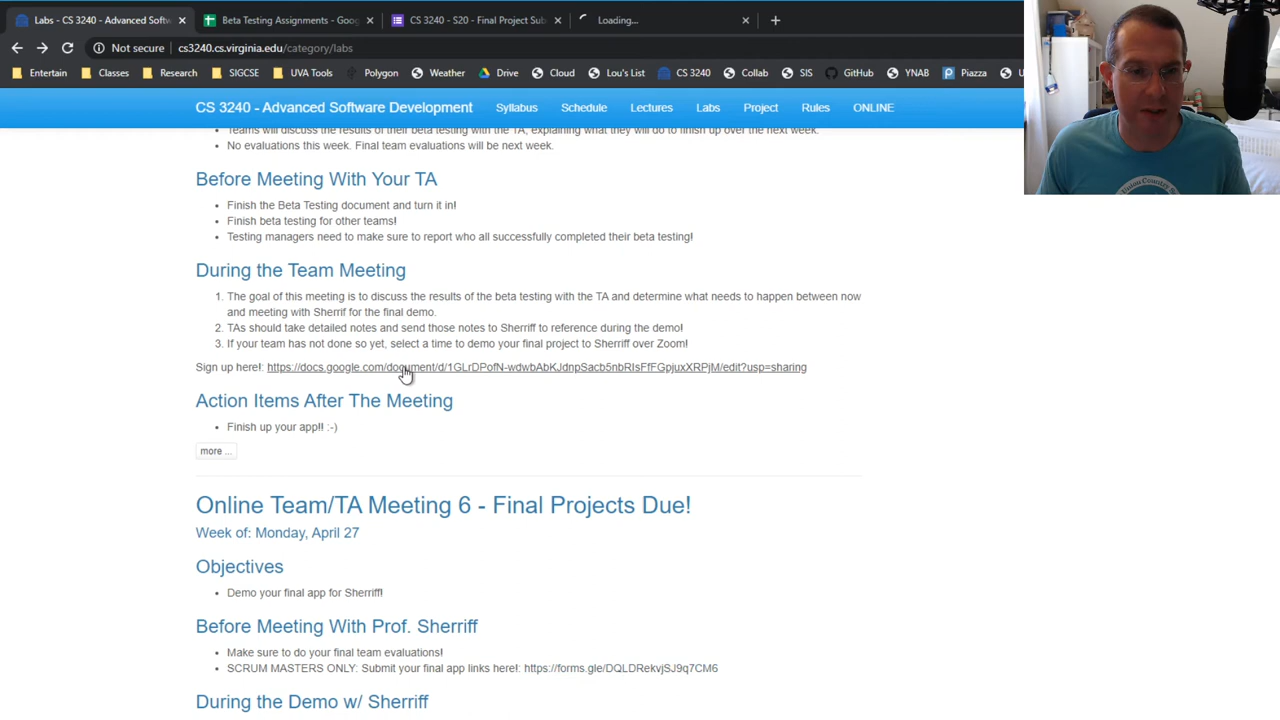 Labs - CS 3240 - Advanced Softw
Beta Testing Assignments - Goog
CS 3240 - S20 - Final Project Sub
Loading...
Not secure
cs3240.cs.virginia.edu/category/labs
Entertain
Classes
Research
SIGCSE
UVA Tools
Polygon
Weather
Drive
Cloud
Lou's List
CS 3240
Collab
SIS
GitHub
YNAB
Piazza
CS 3240 - Advanced Software Development
Syllabus
Schedule
Lectures
Labs
Project
Rules
ONLINE
Teams will discuss the results of their beta testing with the TA, explaining what they will do to finish up over the next week.
No evaluations this week. Final team evaluations will be next week.
Before Meeting With Your TA
Finish the Beta Testing document and turn it in!
Finish beta testing for other teams!
Testing managers need to make sure to report who all successfully completed their beta testing!
During the Team Meeting
1. The goal of this meeting is to discuss the results of the beta testing with the TA and determine what needs to happen between now
and meeting with Sherrif for the final demo.
2. TAs should take detailed notes and send those notes to Sherriff to reference during the demo!
3. If your team has not done so yet, select a time to demo your final project to Sherriff over Zoom!
Sign up here!: https://docs.google.com/document/d/1GLrDPofN-wdwbAbKJdnpSacb5nbRIsFfFGpjuxXRPjM/edit?usp=sharing
Action Items After The Meeting
Finish up your app!! :-)
more ...
Online Team/TA Meeting 6 - Final Projects Due!
Week of: Monday, April 27
Objectives
Demo your final app for Sherriff!
Before Meeting With Prof. Sherriff
Make sure to do your final team evaluations!
SCRUM MASTERS ONLY: Submit your final app links here!: https://forms.gle/DQLDRekvjSJ9q7CM6
During the Demo w/ Sherriff